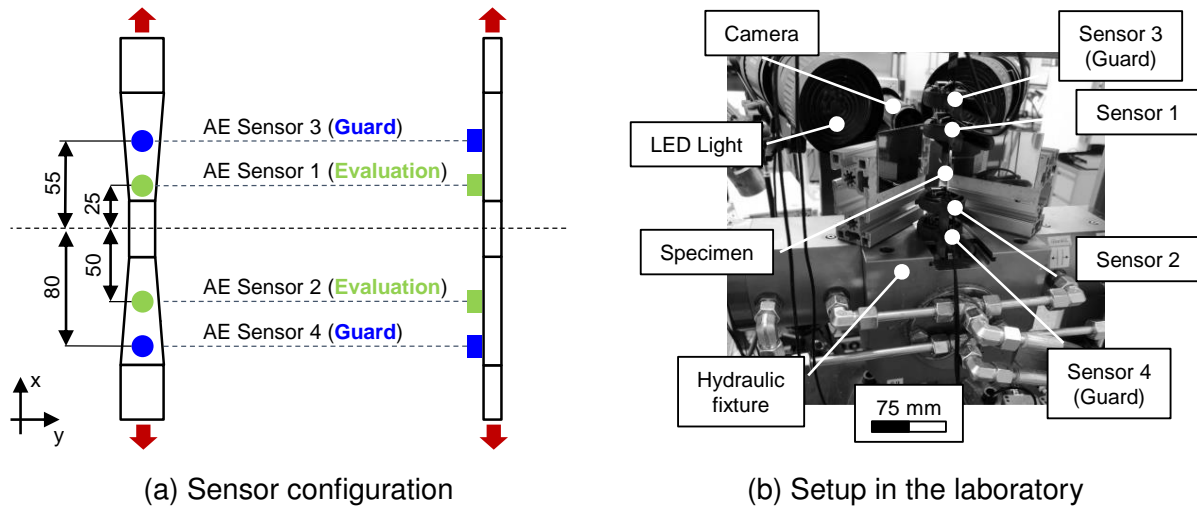 AE Sensor 3 (Guard)
AE Sensor 1 (Evaluation)
55
25
50
80
AE Sensor 2 (Evaluation)
AE Sensor 4 (Guard)
x
y
(a) Sensor configuration
Camera
Sensor 3
(Guard)
Sensor 1
LED Light
Specimen
Sensor 2
Hydraulic
fixture
Sensor 4
(Guard)
75 mm
(b) Setup in the laboratory